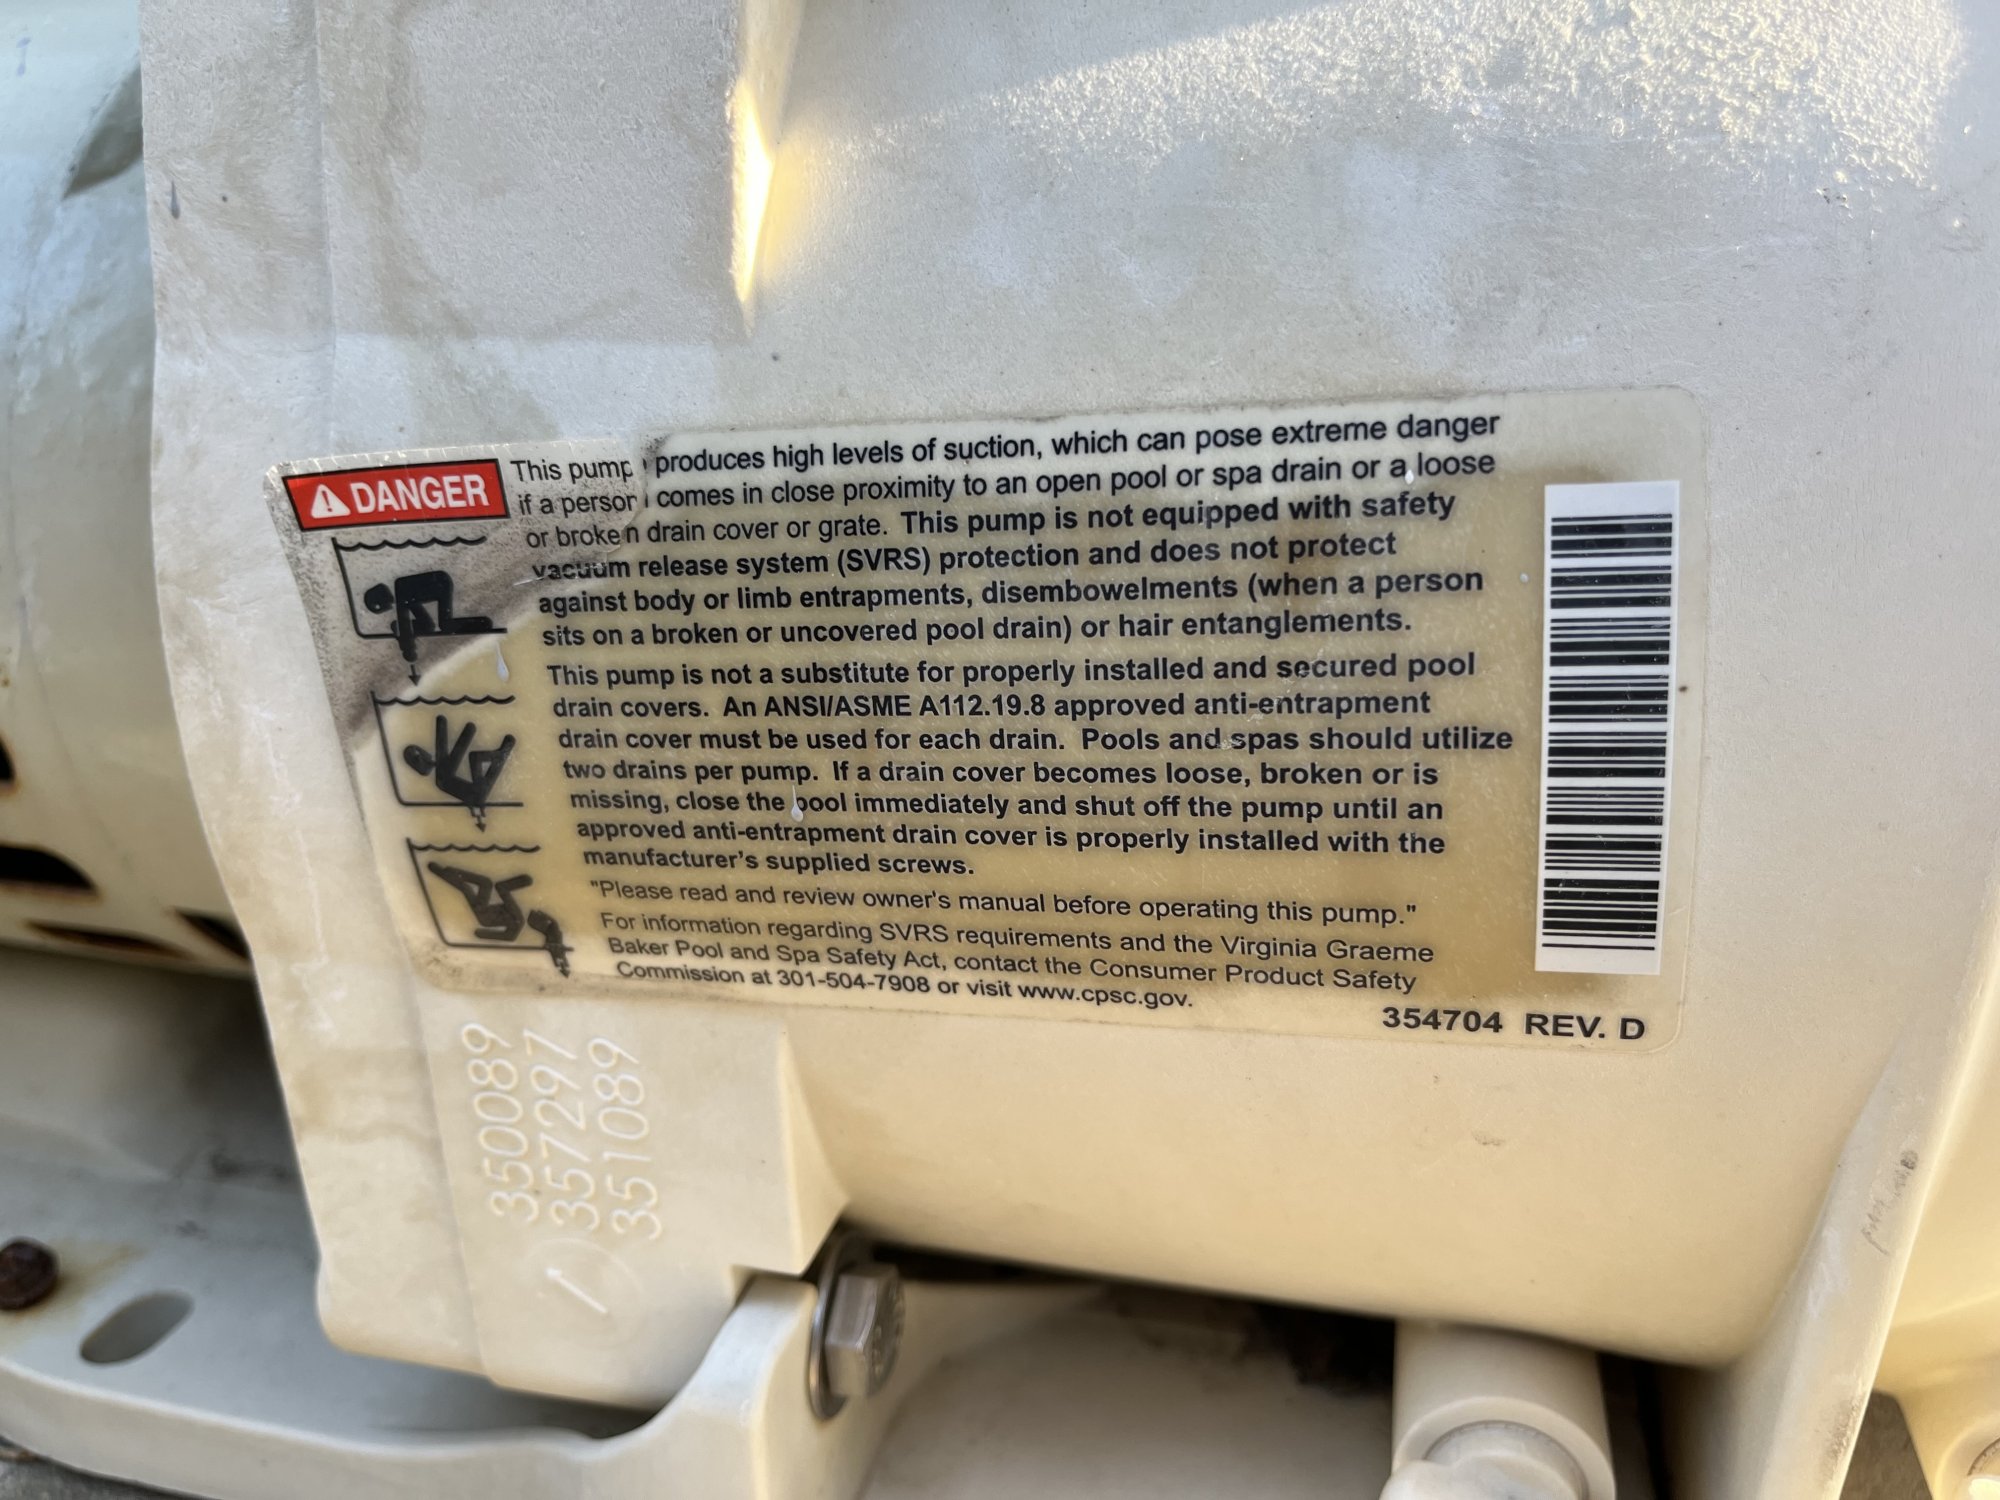 DANGER
This pump produces high levels of suction, which can pose extreme danger
if a person comes in close proximity to an open pool or spa drain or a loose
or broken drain cover or grate. This pump is not equipped with safety
vacuum release system (SVRS) protection and does not protect
against body or limb entrapments, disembowelments (when a person
sits on a broken or uncovered pool drain) or hair entanglements.
This pump is not a substitute for properly installed and secured pool
drain covers. An ANSI/ASME A112.19.8 approved anti-entrapment
drain cover must be used for each drain. Pools and spas should utilize
two drains per pump. If a drain cover becomes loose, broken or is
missing, close the pool immediately and shut off the pump until an
approved anti-entrapment drain cover is properly installed with the
manufacturer's supplied screws.
"Please read and review owner's manual before operating this pump."
For information regarding SVRS requirements and the Virginia Graeme
Baker Pool and Spa Safety Act, contact the Consumer Product Safety
Commission at 301-504-7908 or visit www.cpsc.gov.
354704 REV. D
350089
357297
351089
1